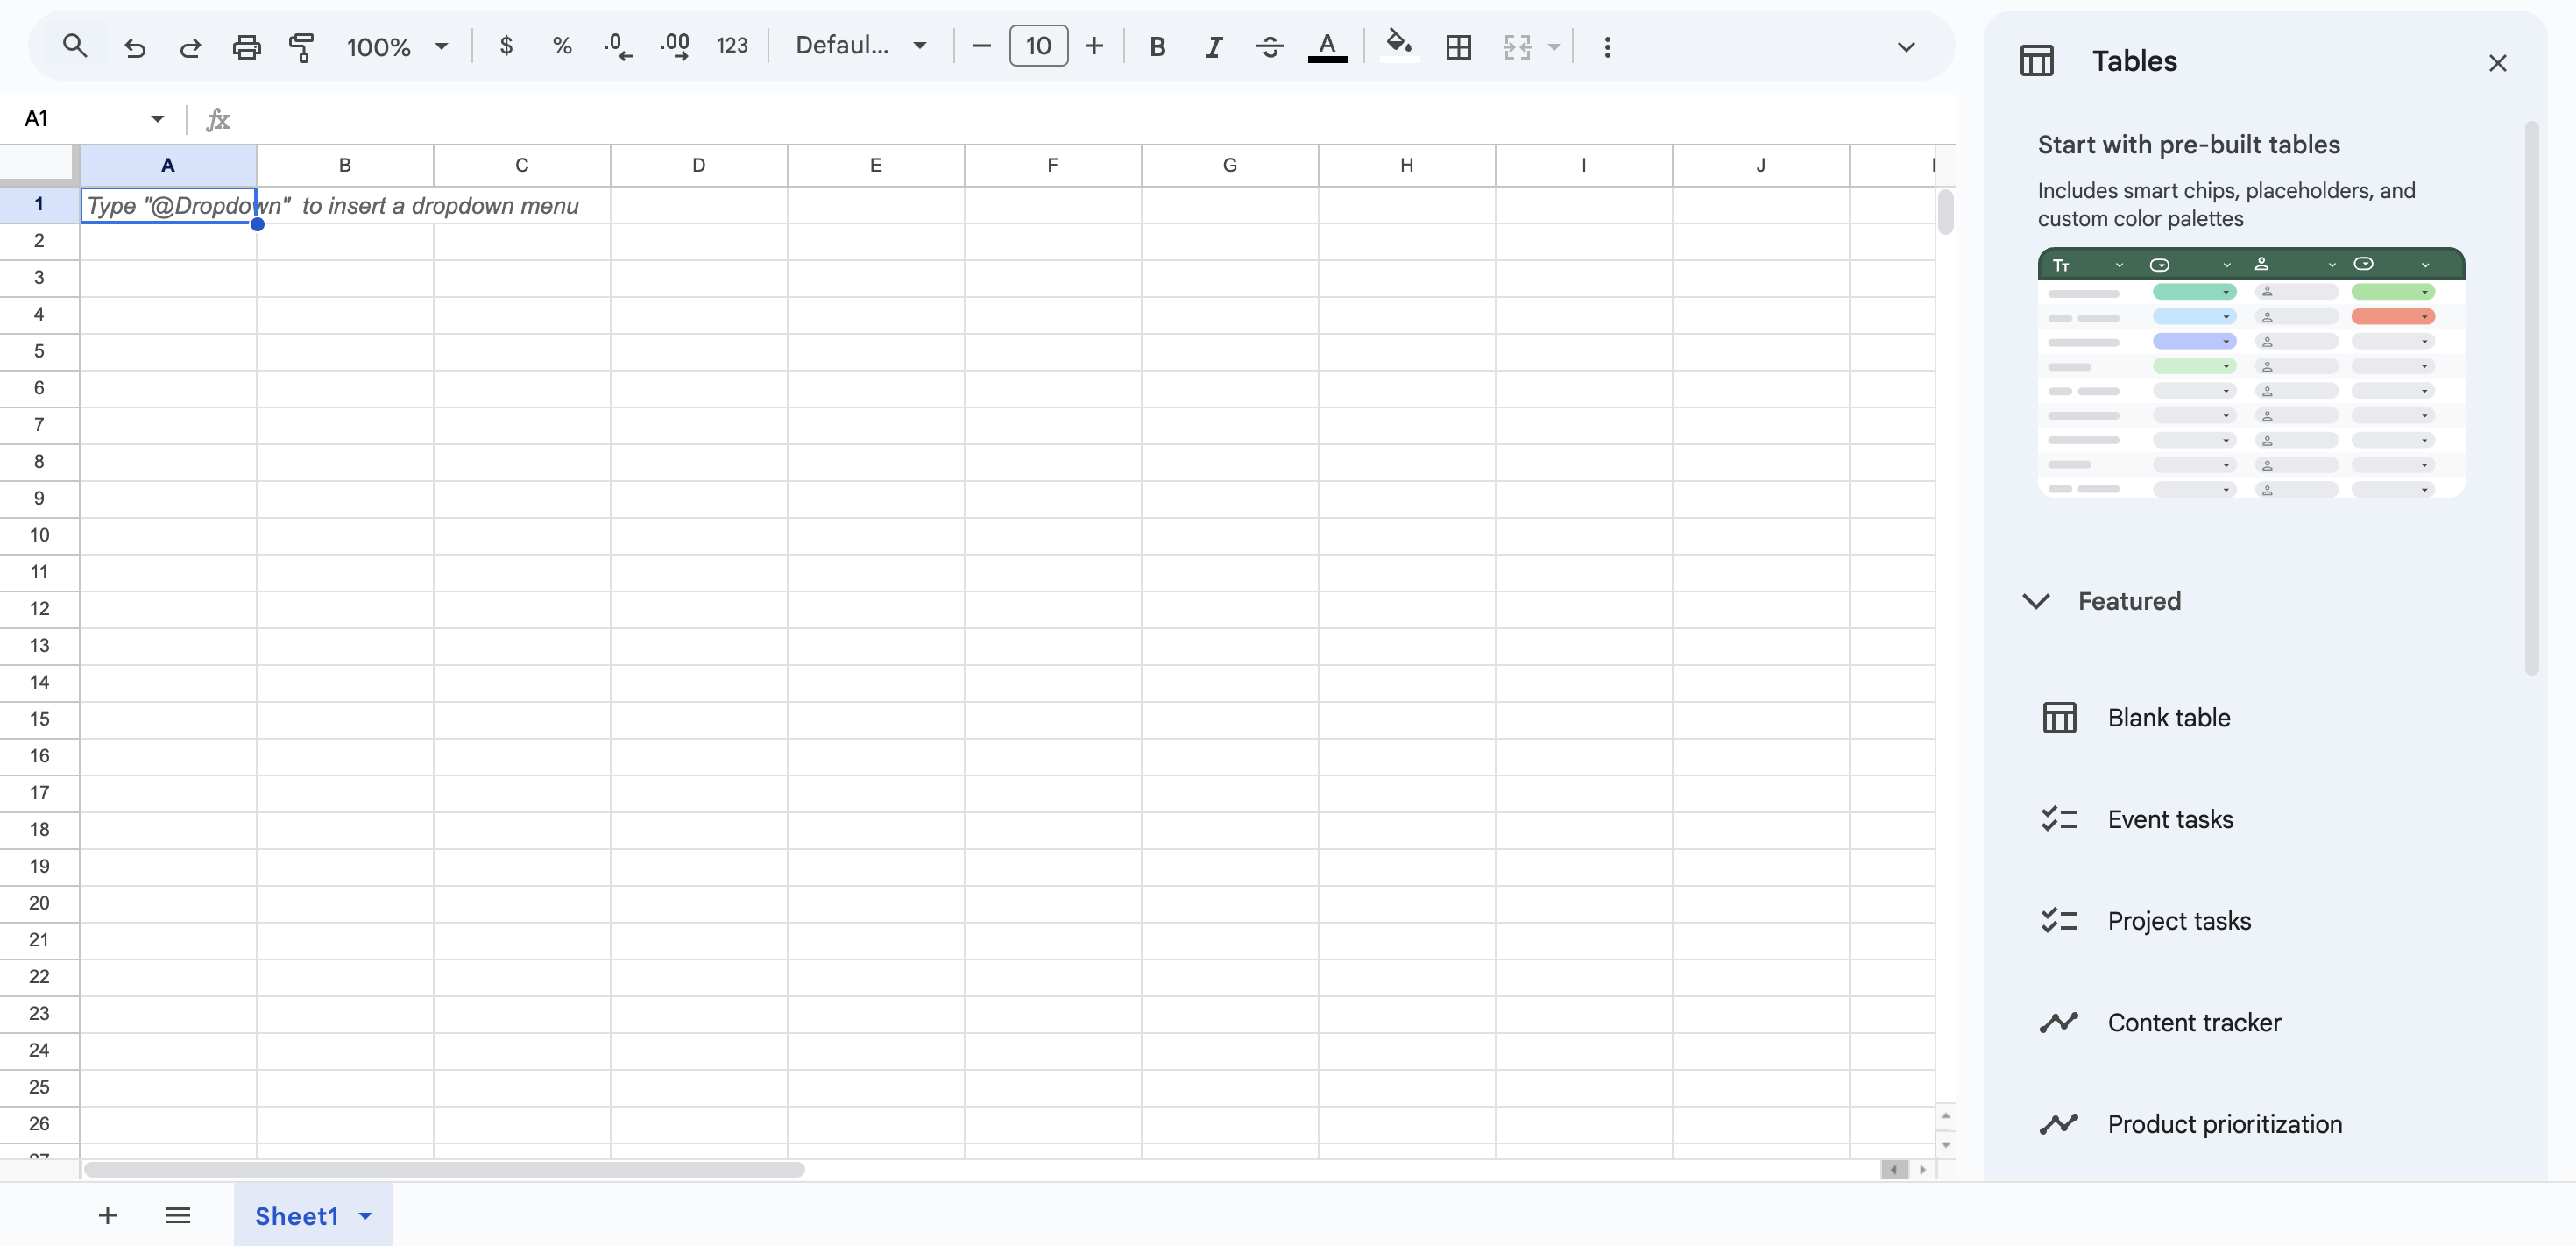 100% $ % .0 .00 123 Defaul... 10 B I A
Tables
A1 fx
Start with pre-built tables
Includes smart chips, placeholders, and
custom color palettes
A B C D E F G H I J
1 Type "@Dropdown" to insert a dropdown menu
2
3
4
5
6
7
8
9
10
11
12
13
14
15
16
17
18
19
20
21
22
23
24
25
26
Tт
Featured
Blank table
Event tasks
Project tasks
Content tracker
Product prioritization
Sheet1